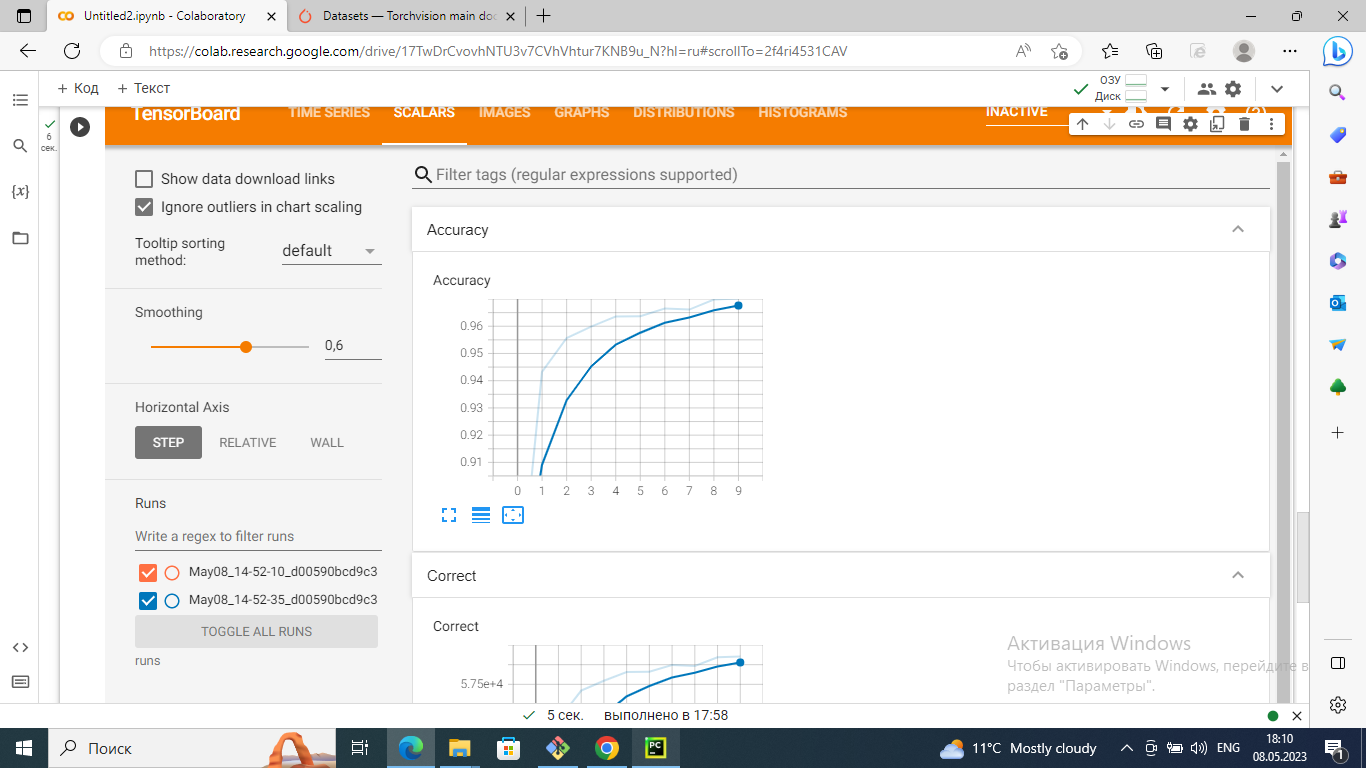 Untitled2.ipynb - Colaboratory
Datasets — Torchvision main doc
https://colab.research.google.com/drive/17TwDrCvovhNTU3v7CVhVhtur7KNB9u_N?hl=ru#scrollTo=2f4ri4531CAV
+ Код + Текст
ОЗУ
Диск
6
сек.
{x}
TensorBoard
TIME SERIES SCALARS IMAGES GRAPHS DISTRIBUTIONS HISTOGRAMS
INACTIVE
Show data download links
Ignore outliers in chart scaling
Tooltip sorting
method:
default
Smoothing
0,6
Horizontal Axis
STEP RELATIVE WALL
Runs
Write a regex to filter runs
May08_14-52-10_d00590bcd9c3
May08_14-52-35_d00590bcd9c3
TOGGLE ALL RUNS
runs
Filter tags (regular expressions supported)
Accuracy
Accuracy
0.96
0.95
0.94
0.93
0.92
0.91
0 1 2 3 4 5 6 7 8 9
Correct
Correct
5.75e+4
Активация Windows
Чтобы активировать Windows, перейдите в
раздел "Параметры".
5 сек. выполнено в 17:58
Поиск
PC
11°C Mostly cloudy
ENG
18:10
08.05.2023
1